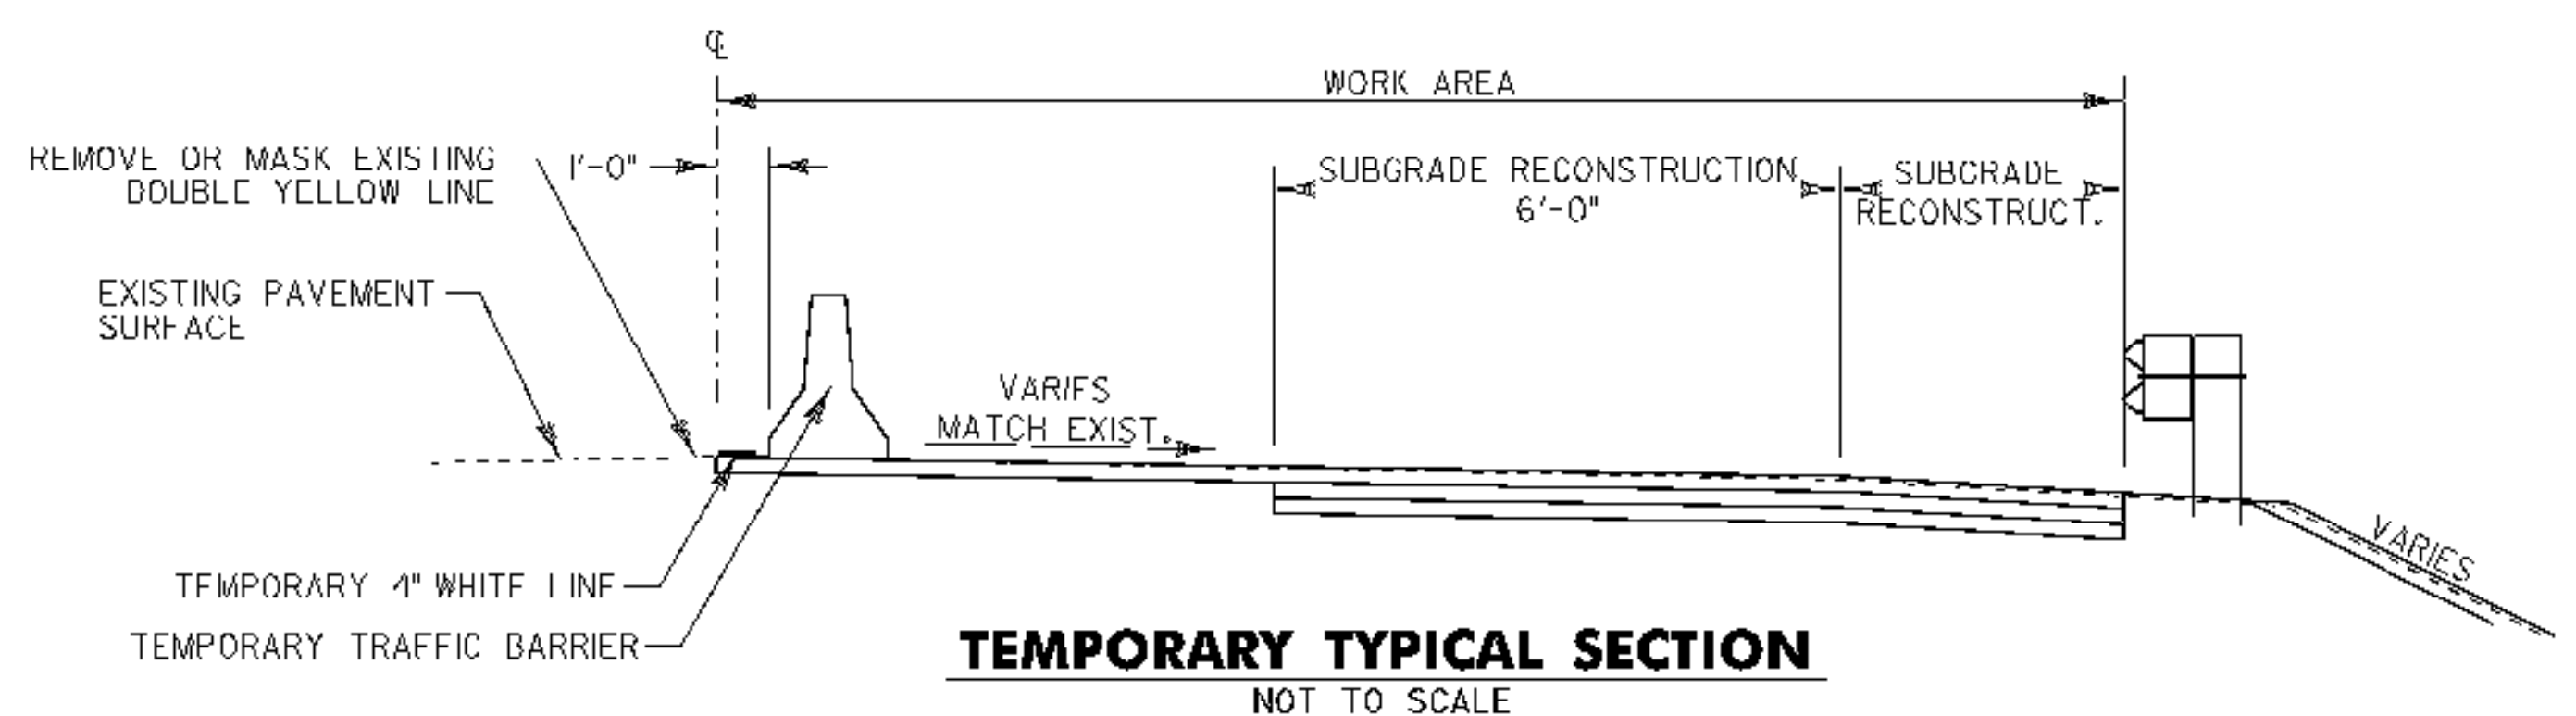 ℄
WORK AREA
REMOVE OR MASK EXISTING
DOUBLE YELLOW LINE
1'-0"
SUBGRADE RECONSTRUCTION
6'-0"
SUBGRADE
RECONSTRUCT.
EXISTING PAVEMENT
SURFACE
VARIES
MATCH EXIST.
VARIES
TEMPORARY 4" WHITE LINE
TEMPORARY TRAFFIC BARRIER
TEMPORARY TYPICAL SECTION
NOT TO SCALE